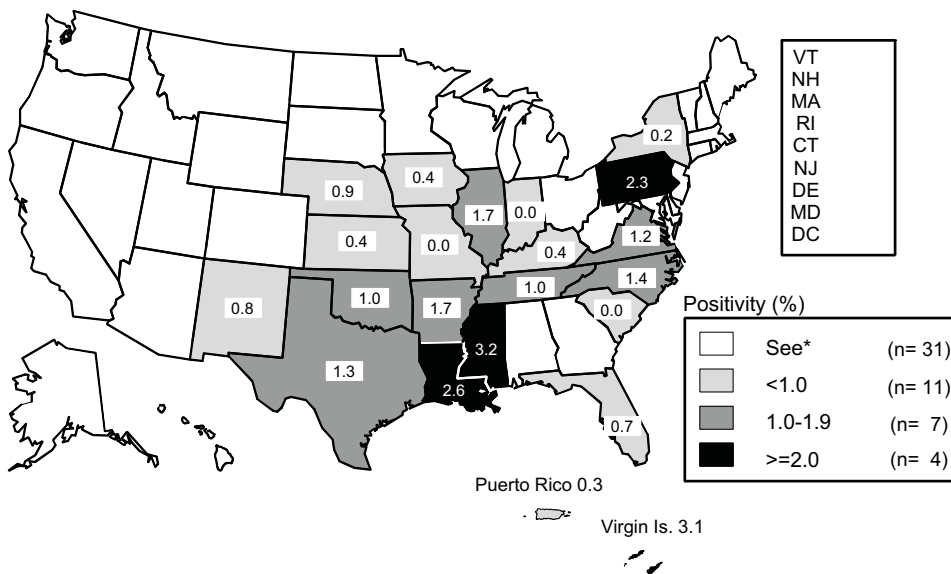 VT
NH
MA
RI
CT
NJ
DE
MD
DC
0.2
2.3
0.9
0.4
1.7
0.0
0.4
0.0
0.4
1.2
0.8
1.0
1.7
1.0
1.4
0.0
1.3
2.6
3.2
0.7
Positivity (%)
See* (n= 31)
<1.0 (n= 11)
1.0-1.9 (n= 7)
>=2.0 (n= 4)
Puerto Rico 0.3
Virgin Is. 3.1